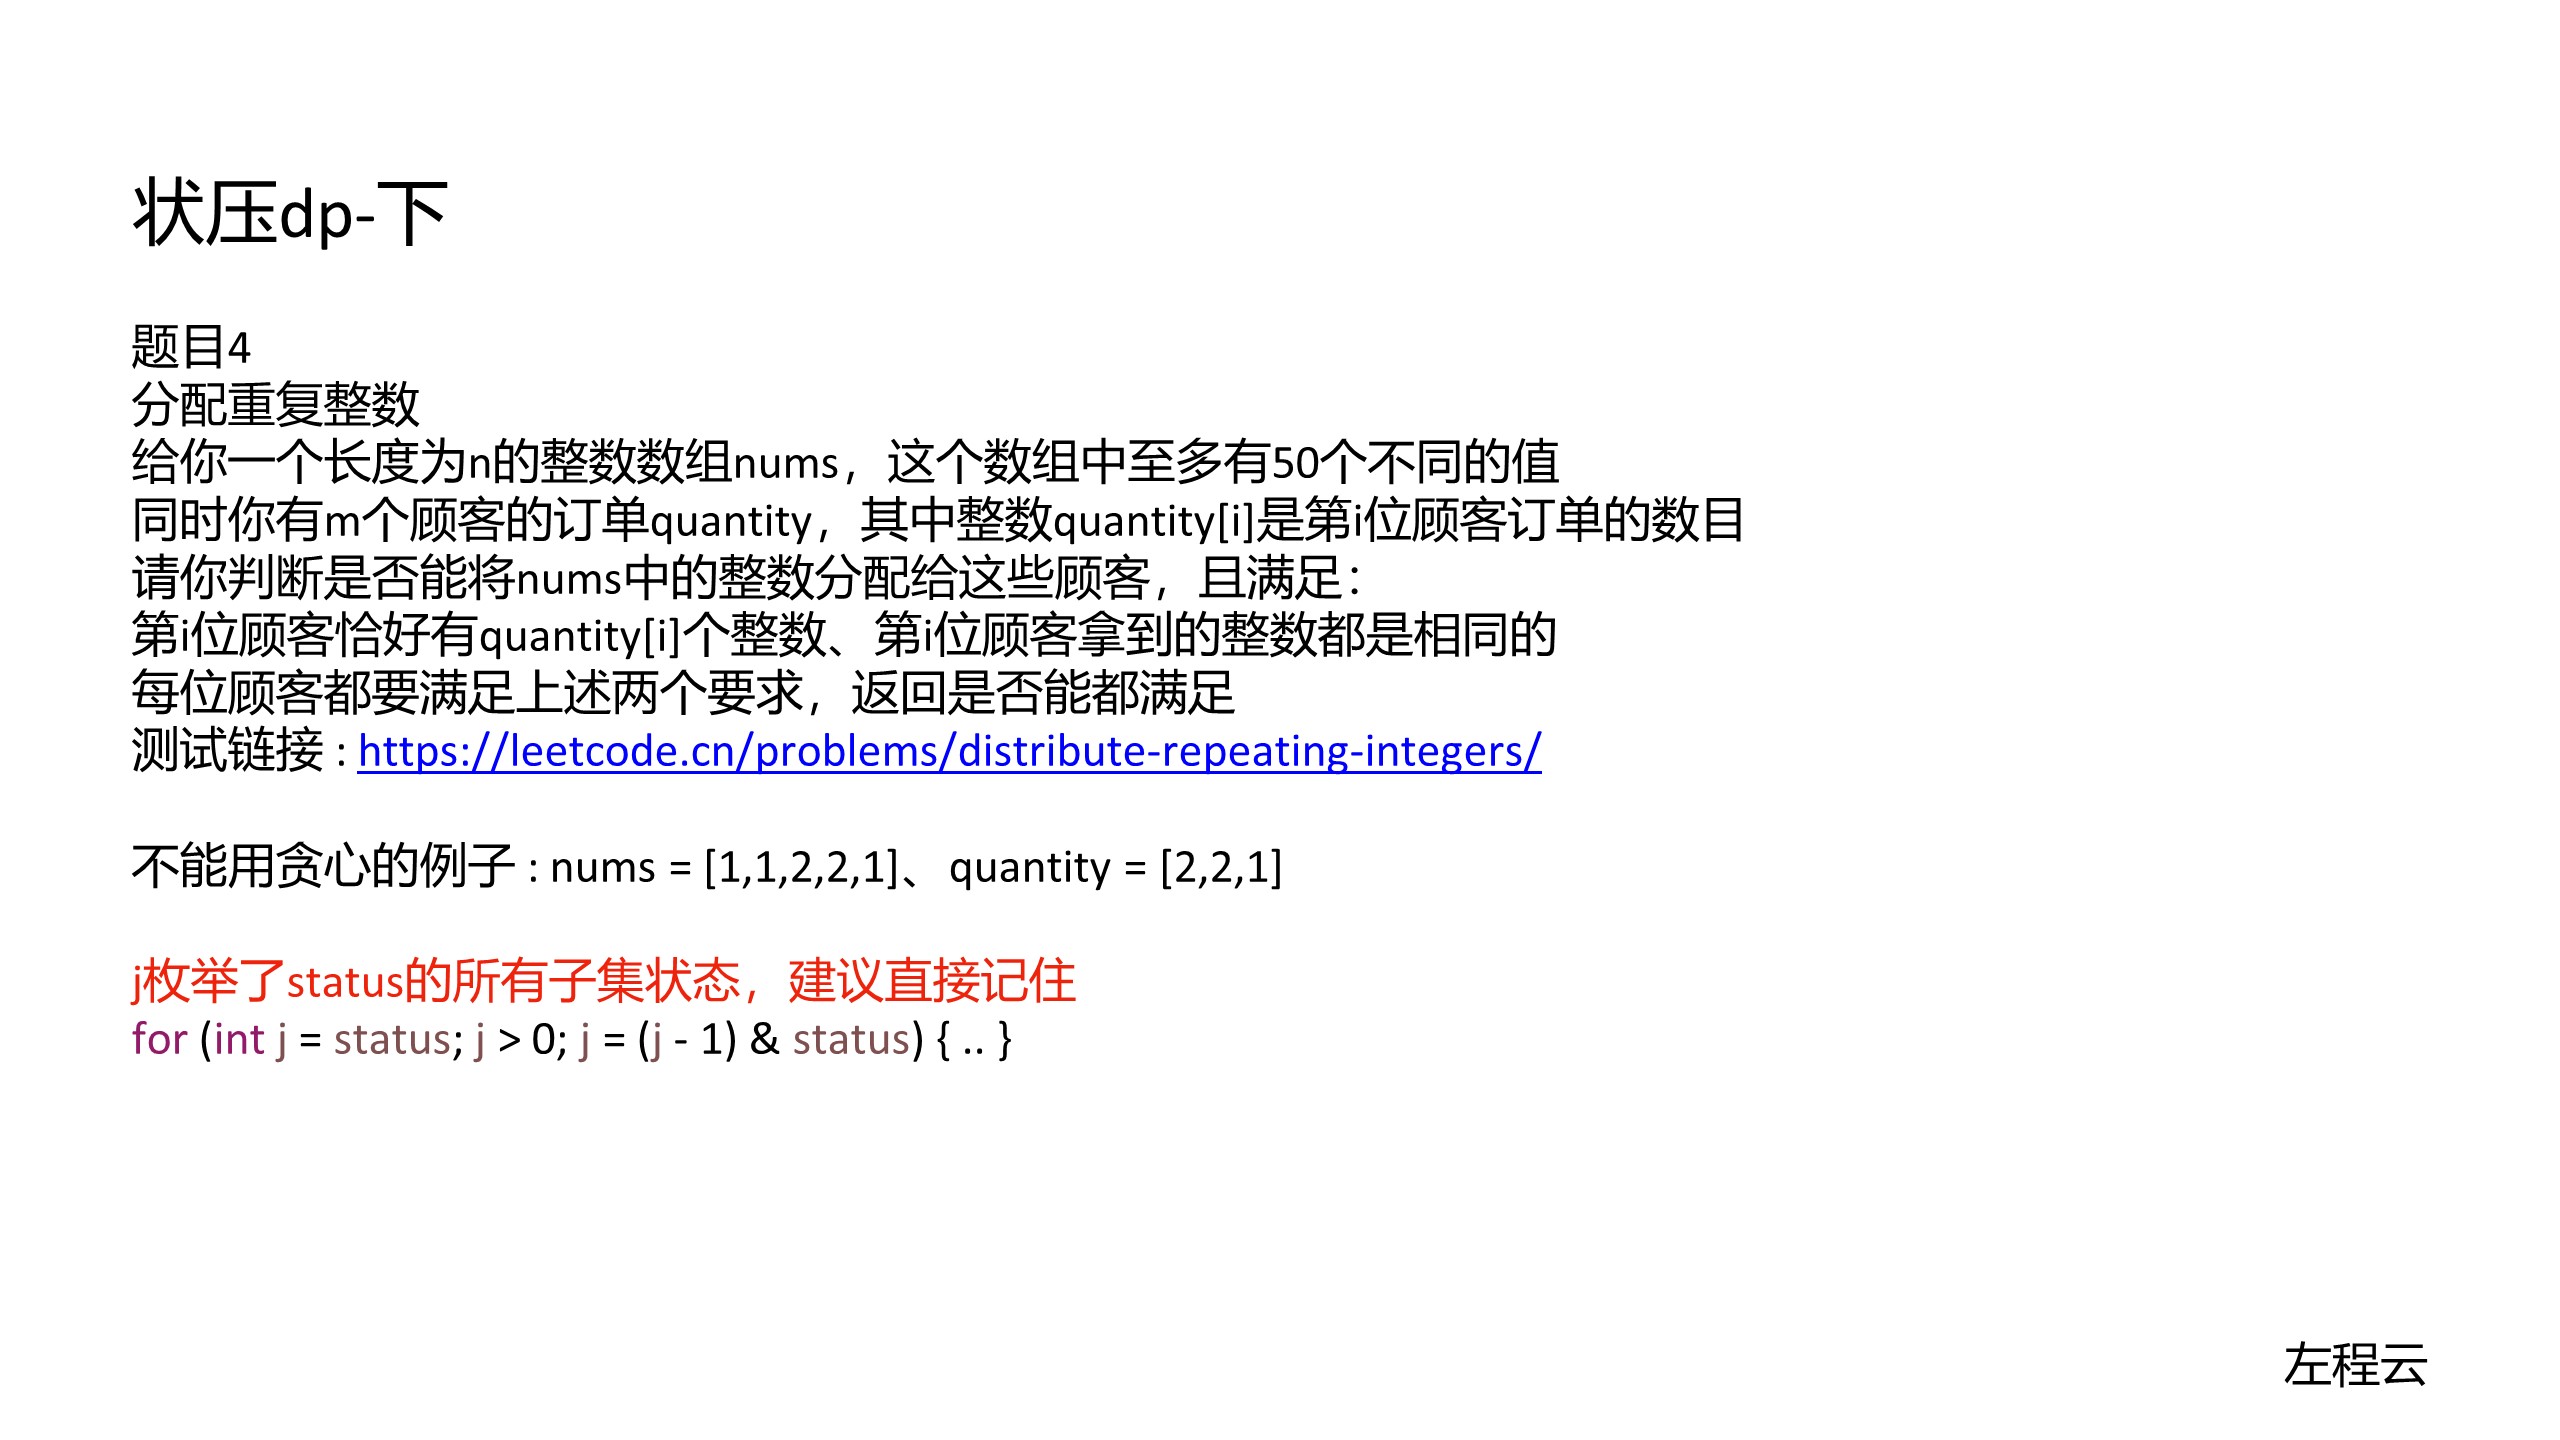 状压dp-下
题目4
分配重复整数
给你一个长度为n的整数数组nums，这个数组中至多有50个不同的值
同时你有m个顾客的订单quantity，其中整数quantity[i]是第i位顾客订单的数目
请你判断是否能将nums中的整数分配给这些顾客，且满足：
第i位顾客恰好有quantity[i]个整数、第i位顾客拿到的整数都是相同的
每位顾客都要满足上述两个要求，返回是否能都满足
测试链接 : https://leetcode.cn/problems/distribute-repeating-integers/
不能用贪心的例子 : nums = [1,1,2,2,1]、quantity = [2,2,1]
j枚举了status的所有子集状态，建议直接记住
for (int j = status; j > 0; j = (j - 1) & status) { .. }
左程云